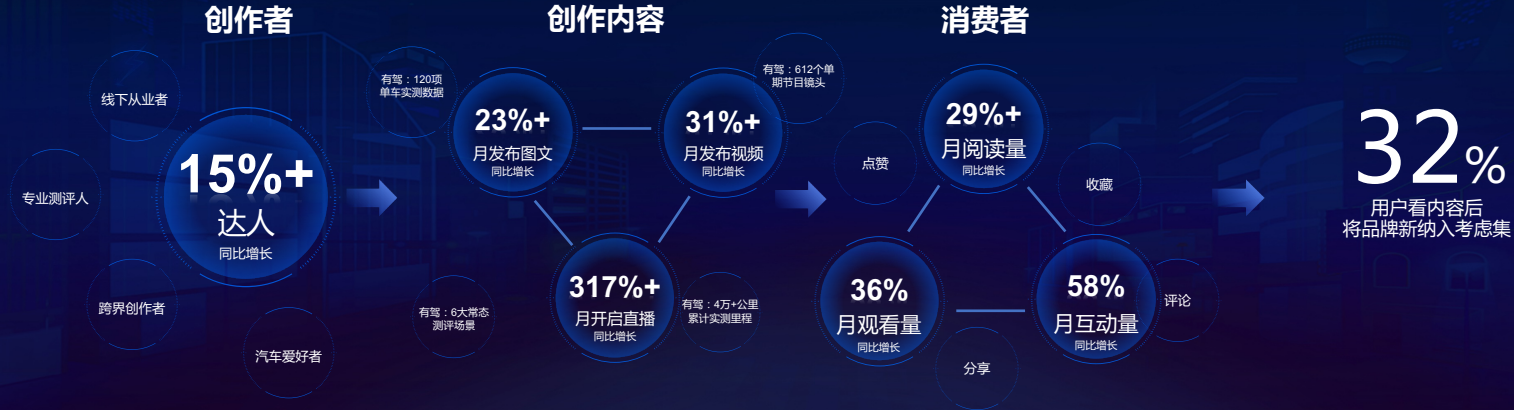 创作者
线下从业者
专业测评人
15%+
达人
同比增长
跨界创作者
汽车爱好者
创作内容
有驾：120项
单车实测数据
23%+
月发布图文
同比增长
31%+
月发布视频
同比增长
有驾：612个单
期节目镜头
317%+
月开启直播
同比增长
有驾：6大常态
测评场景
有驾：4万+公里
累计实测里程
消费者
29%+
月阅读量
同比增长
点赞
收藏
36%
月观看量
同比增长
58%
月互动量
同比增长
评论
分享
32%
用户看内容后
将品牌新纳入考虑集